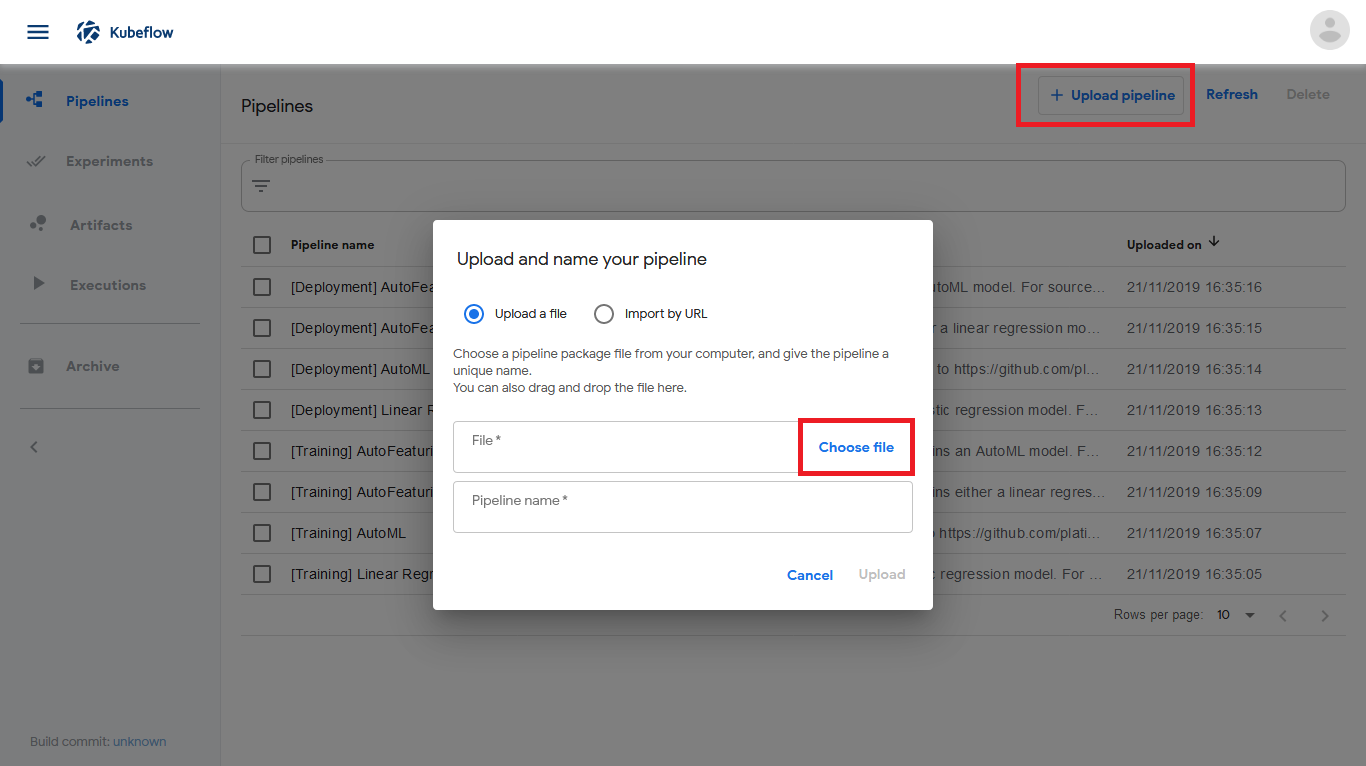 Kubeflow
Pipelines
Experiments
Artifacts
Executions
Archive
Build commit: unknown
Pipelines
+ Upload pipeline
Refresh
Delete
Filter pipelines
Pipeline name
Uploaded on
[Deployment] AutoFea
utoML model. For source...
21/11/2019 16:35:16
[Deployment] AutoFea
r a linear regression mo...
21/11/2019 16:35:15
[Deployment] AutoML
to https://github.com/pl...
21/11/2019 16:35:14
[Deployment] Linear R
stic regression model. F...
21/11/2019 16:35:13
[Training] AutoFeaturi
ins an AutoML model. F...
21/11/2019 16:35:12
[Training] AutoFeaturi
ins either a linear regres...
21/11/2019 16:35:09
[Training] AutoML
https://github.com/plati...
21/11/2019 16:35:07
[Training] Linear Regr
regression model. For ...
21/11/2019 16:35:05
Rows per page: 10
Upload and name your pipeline
Upload a file
Import by URL
Choose a pipeline package file from your computer, and give the pipeline a
unique name.
You can also drag and drop the file here.
File *
Choose file
Pipeline name *
Cancel
Upload